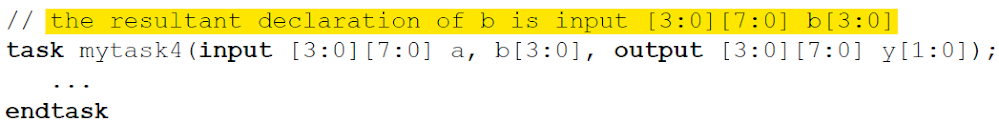 // the resultant declaration of b is input [3:0][7:0] b[3:0]
task mytask4(input [3:0][7:0] a, b[3:0], output [3:0][7:0] y[1:0]);
...
endtask